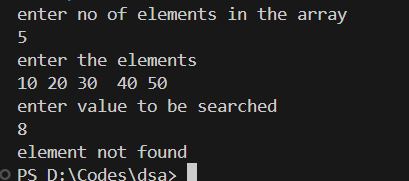 enter no of elements in the array
5
enter the elements
10 20 30  40 50
enter value to be searched
8
element not found
PS D:\Codes\dsa>